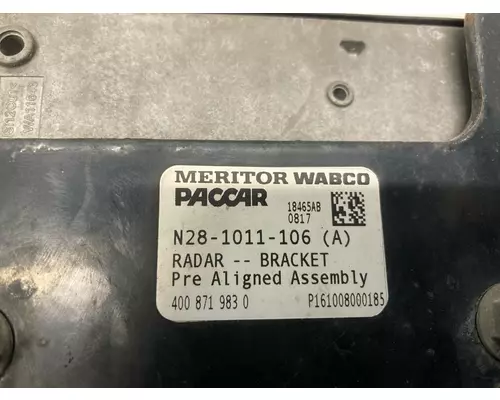 MERITOR WABCO
PACCAR
18465AB
0817
N28-1011-106 (A)
RADAR -- BRACKET
Pre Aligned Assembly
400 871 983 0 P161008000185